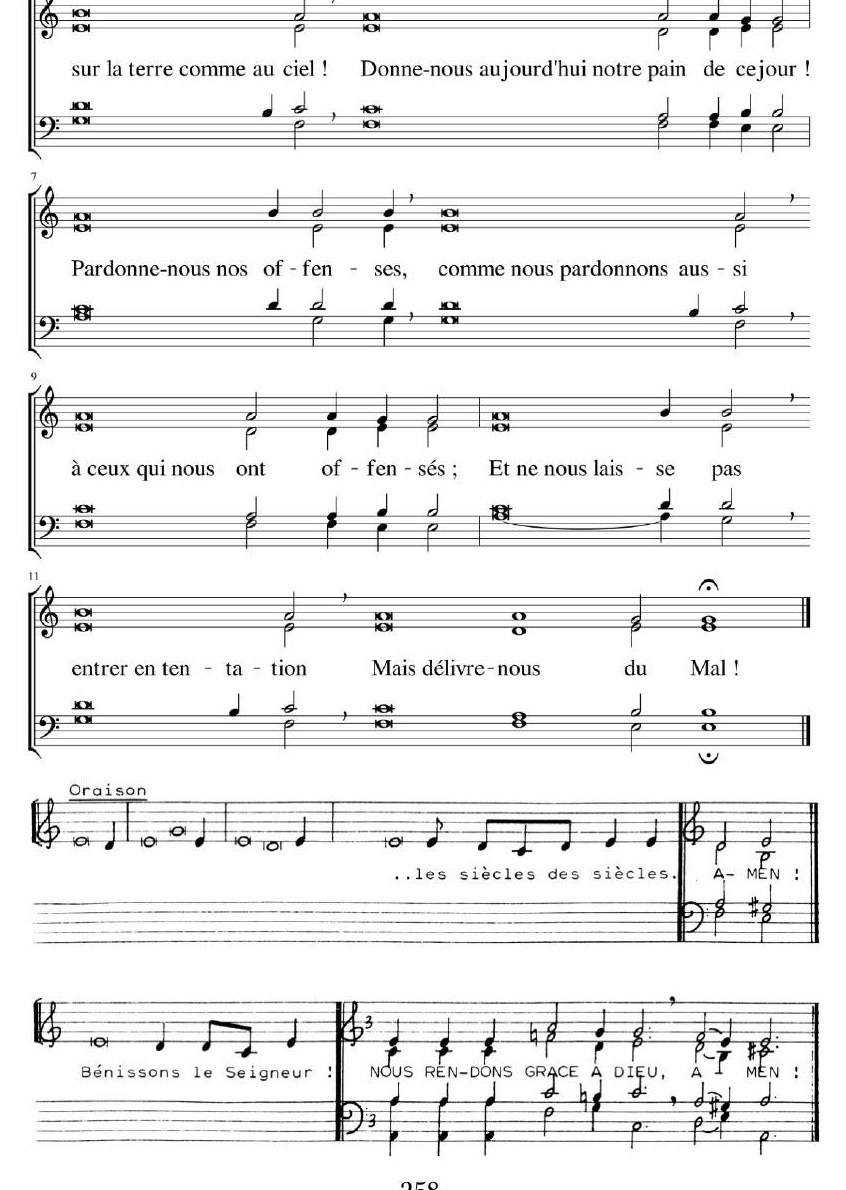 sur la terre comme au ciel ! Donne-nous aujourd'hui notre pain de ce jour !
7
Pardonne-nous nos of - fen - ses, comme nous pardonnons aus - si
9
à ceux qui nous ont of - fen - sés ; Et ne nous lais - se pas
11
entrer en ten - ta - tion Mais délivre-nous du Mal !
Oraison
..les siècles des siècles. A- MEN !
3
Bénissons le Seigneur ! NOUS REN-DONS GRACE A DIEU, A - MEN !
3
258